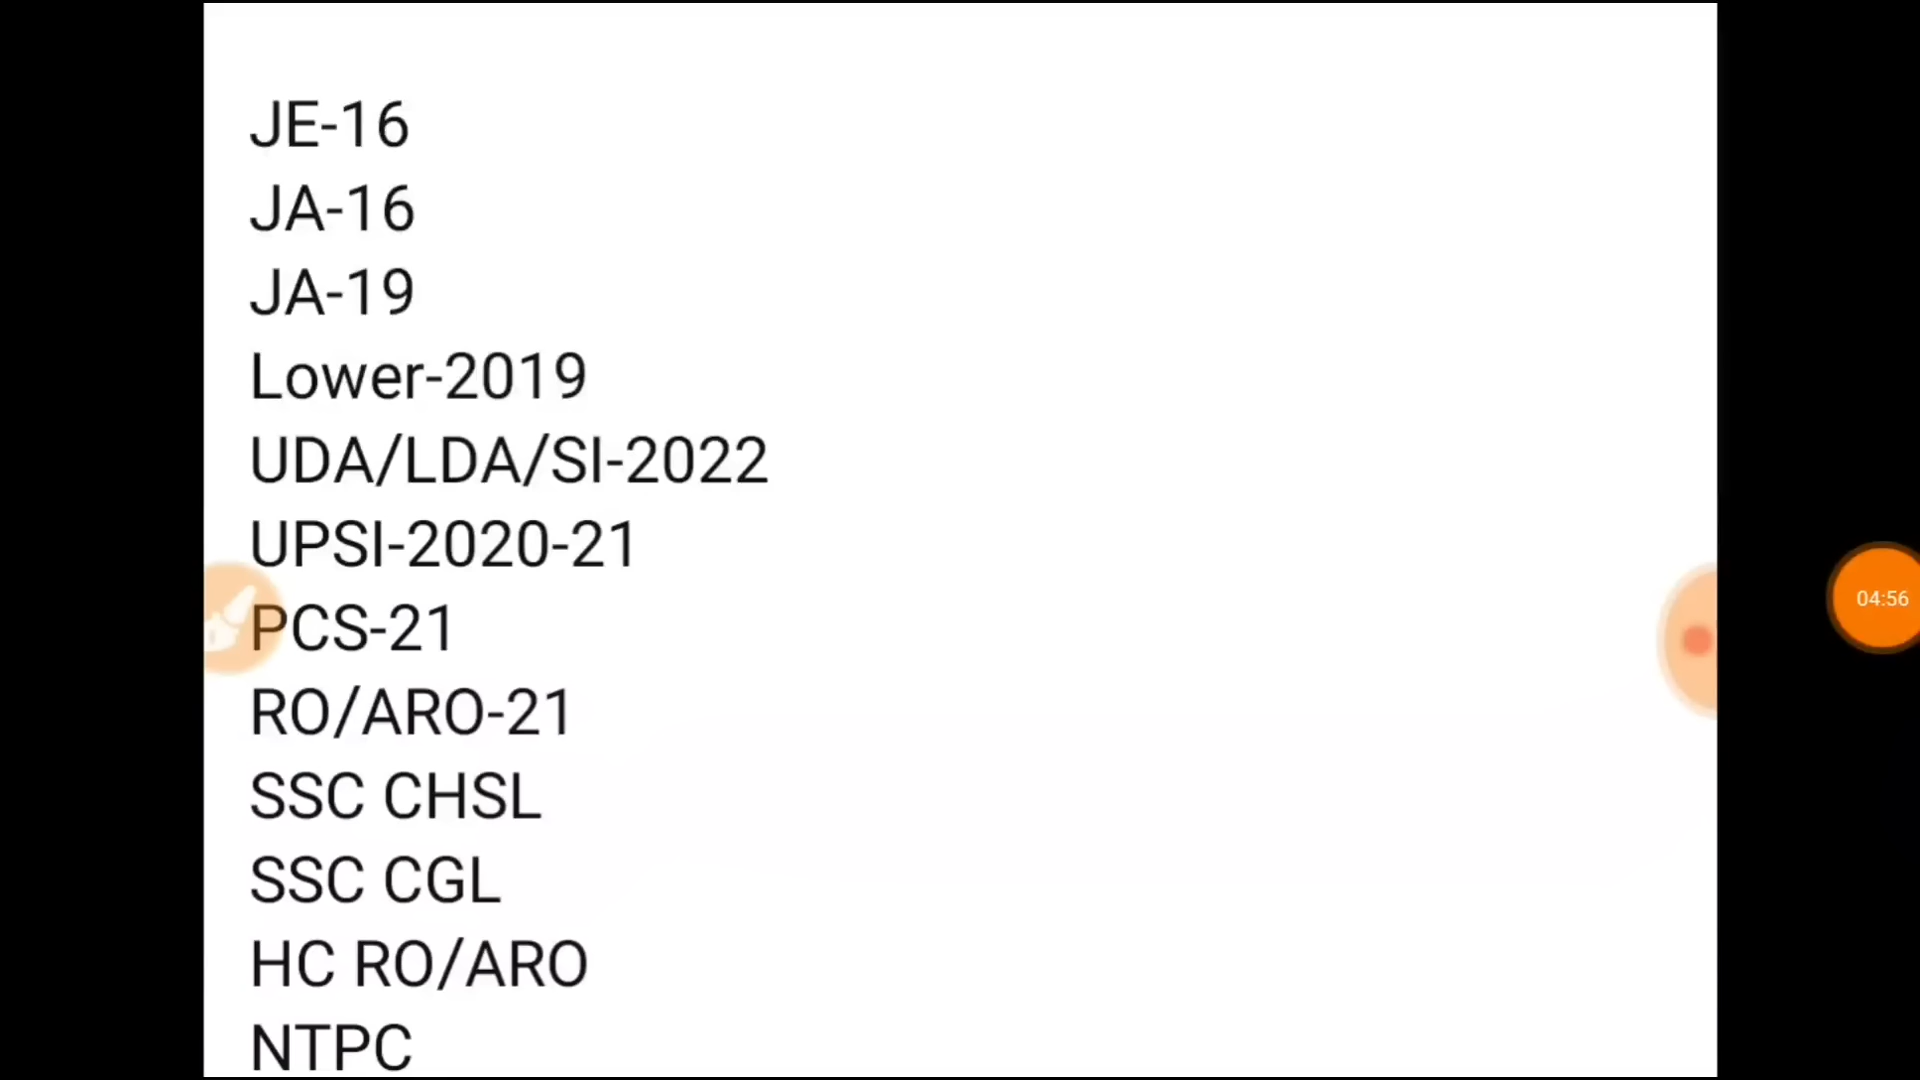 JE-16
JA-16
JA-19
Lower-2019
UDA/LDA/SI-2022
UPSI-2020-21
PCS-21
RO/ARO-21
SSC CHSL
SSC CGL
HC RO/ARO
NTPC
04:56